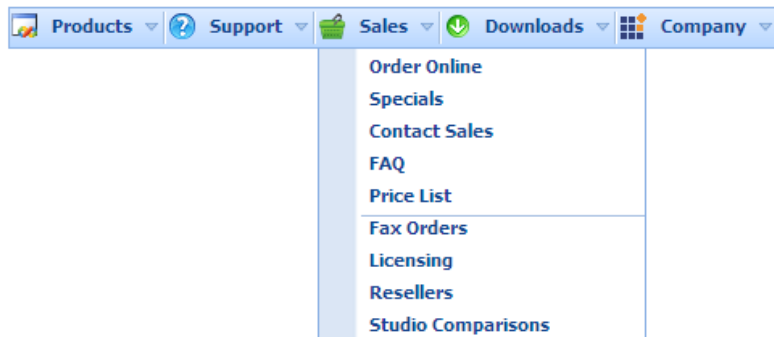 Products Support Sales Downloads Company
Order Online
Specials
Contact Sales
FAQ
Price List
Fax Orders
Licensing
Resellers
Studio Comparisons